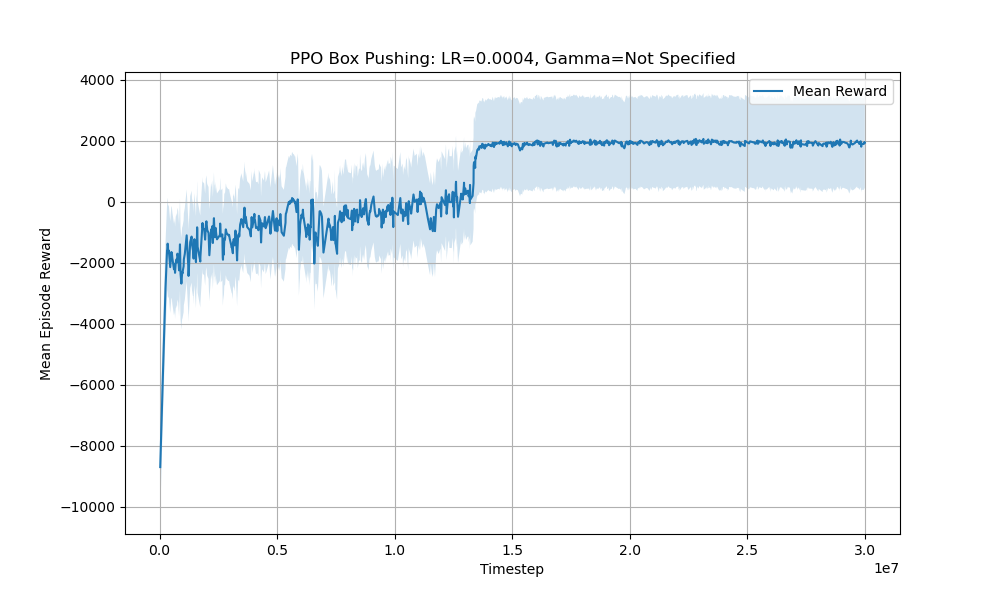 PPO Box Pushing: LR=0.0004, Gamma=Not Specified
Mean Reward
Mean Episode Reward
4000
2000
0
−2000
−4000
−6000
−8000
−10000
0.0 0.5 1.0 1.5 2.0 2.5 3.0
1e7
Timestep